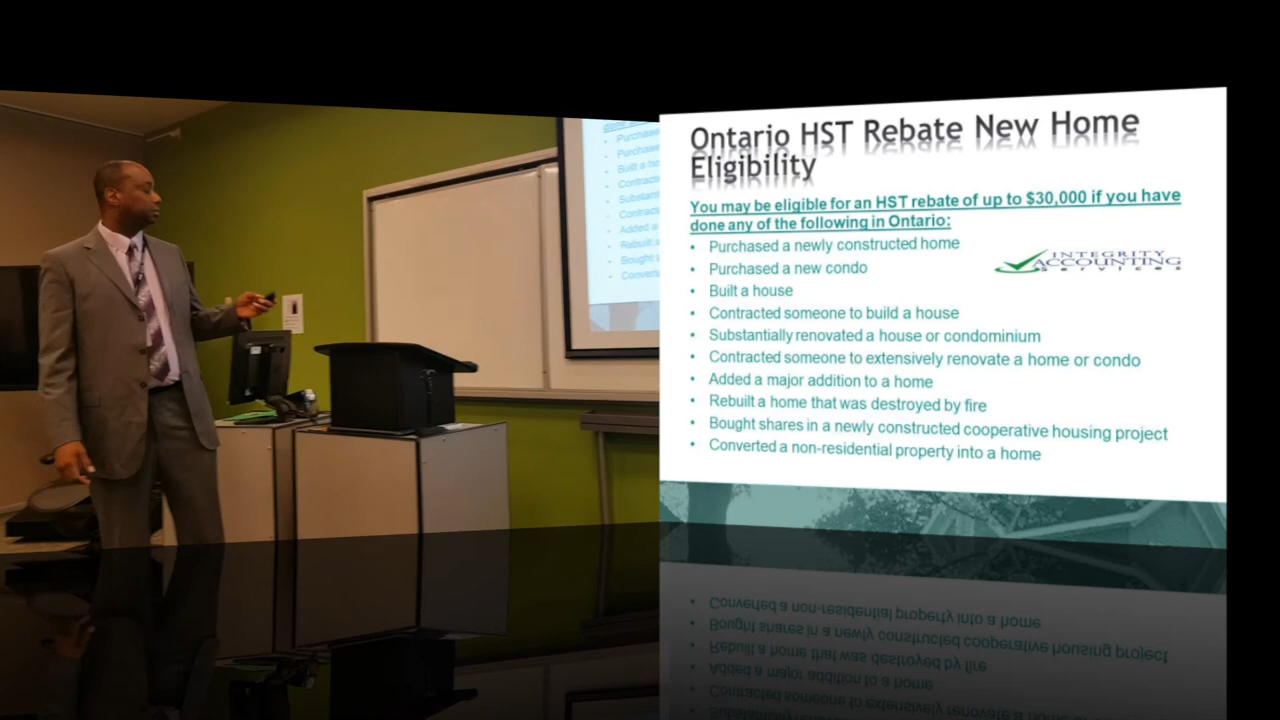 Ontario HST Rebate New Home
Eligibility
You may be eligible for an HST rebate of up to $30,000 if you have
done any of the following in Ontario:
• Purchased a newly constructed home
INTEGRITY
ACCOUNTING
Services
• Purchased a new condo
• Built a house
• Contracted someone to build a house
• Substantially renovated a house or condominium
• Contracted someone to extensively renovate a home or condo
• Added a major addition to a home
• Rebuilt a home that was destroyed by fire
• Bought shares in a newly constructed cooperative housing project
• Converted a non-residential property into a home